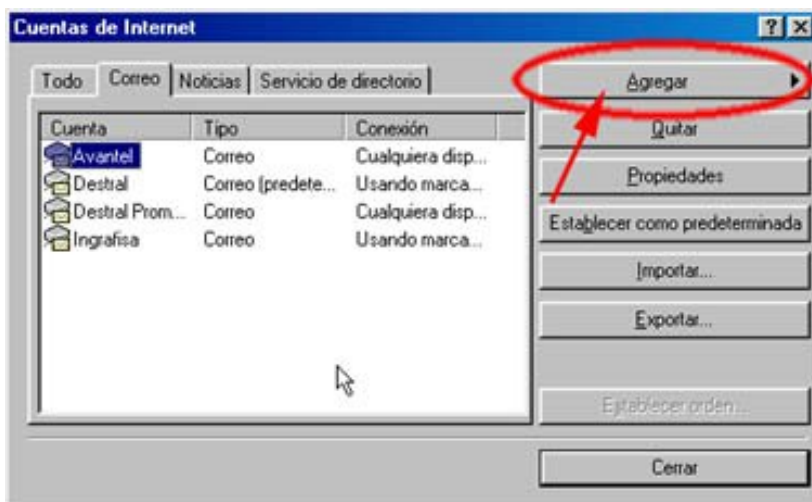 Cuentas de Internet
Todo Correo Noticias Servicio de directorio
Agregar
Cuenta Tipo Conexión
Quitar
Avantel Correo Cualquiera disp...
Destral Correo (predete... Usando marca...
Propiedades
Destral Prom... Correo Cualquiera disp...
Ingrafisa Correo Usando marca...
Establecer como predeterminada
Importar...
Exportar...
Establecer orden...
Cerrar